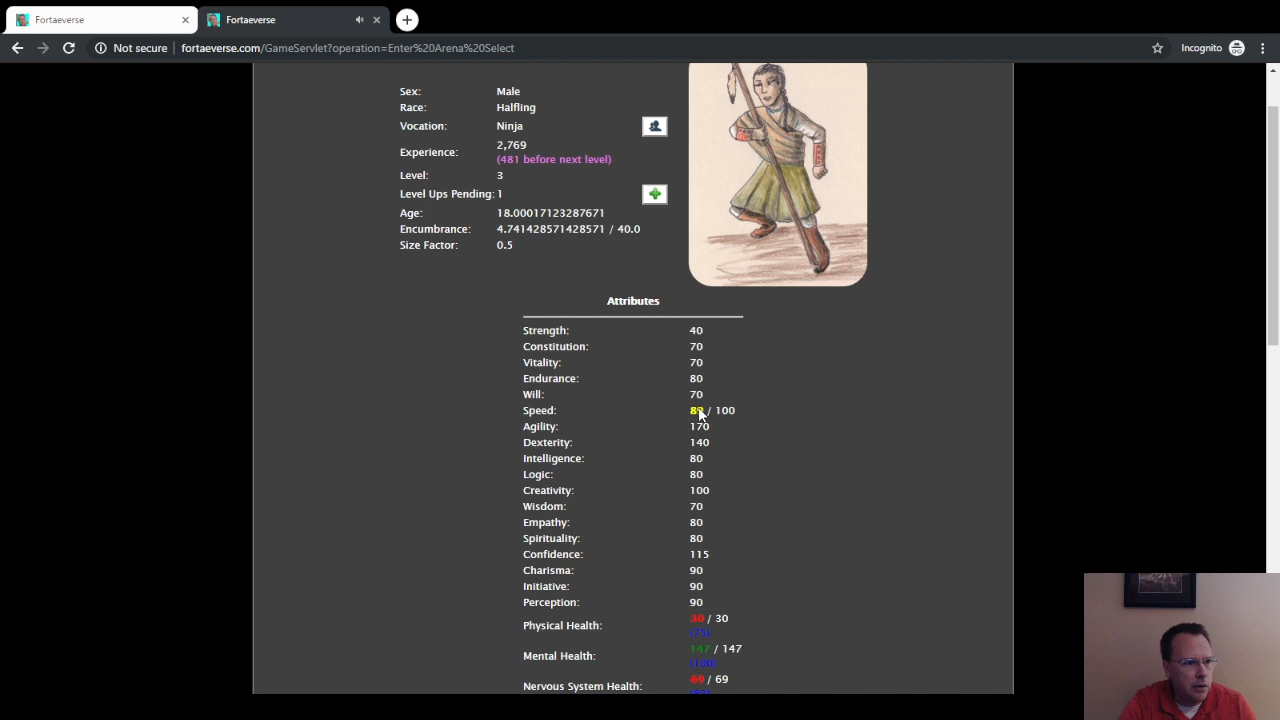 Fortaeverse
Fortaeverse
Not secure fortaeverse.com/GameServlet?operation=Enter%20Arena%20Select Incognito
Sex: Male
Race: Halfling
Vocation: Ninja
Experience: 2,769
(481 before next level)
Level: 3
Level Ups Pending: 1
Age: 18.00017123287671
Encumbrance: 4.741428571428571 / 40.0
Size Factor: 0.5
Attributes
Strength: 40
Constitution: 70
Vitality: 70
Endurance: 80
Will: 70
Speed: / 100
Agility: 170
Dexterity: 140
Intelligence: 80
Logic: 80
Creativity: 100
Wisdom: 70
Empathy: 80
Spirituality: 80
Confidence: 115
Charisma: 90
Initiative: 90
Perception: 90
Physical Health: 30 / 30
(75)
Mental Health: 147 / 147
(100)
Nervous System Health: 69 / 69